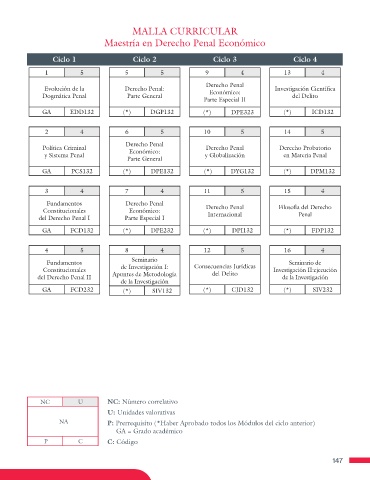 MALLA CURRICULAR
Maestría en Derecho Penal Económico
Ciclo 1 Ciclo 2 Ciclo 3 Ciclo 4
1 5 5 5 9 4 13 4
Evolución de la
Dogmática Penal
Derecho Penal:
Parte General
Derecho Penal
Económico:
Parte Especial II
Investigación Científica
del Delito
GA EDD132 (*) DGP132 (*) DPE323 (*) ICD132
2 4 6 5 10 5 14 5
Política Criminal
y Sistema Penal
Derecho Penal
Económico:
Parte General
Derecho Penal
y Globalización
Derecho Probatorio
en Materia Penal
GA PCS132 (*) DPE132 (*) DYG132 (*) DPM132
3 4 7 4 11 5 15 4
Fundamentos
Constitucionales
del Derecho Penal I
Derecho Penal
Económico:
Parte Especial I
Derecho Penal
Internacional
Filosofía del Derecho
Penal
GA FCD132 (*) DPE232 (*) DPI132 (*) FDP132
4 5 8 4 12 5 16 4
Fundamentos
Constitucionales
del Derecho Penal II
Seminario
de Investigación I:
Apuntes de Metodología
de la Investigación
Consecuencias Jurídicas
del Delito
Seminario de
Investigación II:ejecución
de la Investigación
GA FCD232 (*) SIV132 (*) CJD132 (*) SIV232
NC U NC: Número correlativo
U: Unidades valorativas
NA P: Prerrequisito (*Haber Aprobado todos los Módulos del ciclo anterior)
GA = Grado académico
P C C: Código
147